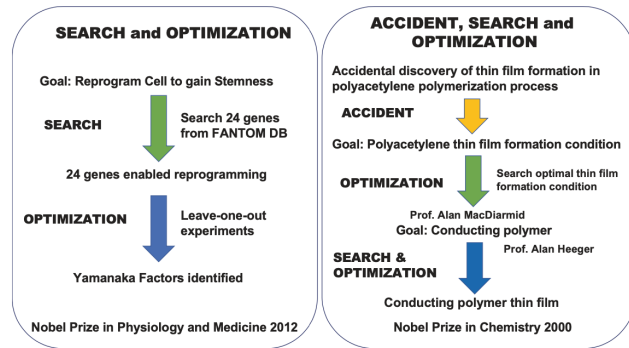 SEARCH and OPTIMIZATION
Goal: Reprogram Cell to gain Stemness
SEARCH
Search 24 genes
from FANTOM DB
24 genes enabled reprogramming
OPTIMIZATION
Leave-one-out
experiments
Yamanaka Factors identified
Nobel Prize in Physiology and Medicine 2012
ACCIDENT, SEARCH and
OPTIMIZATION
Accidental discovery of thin film formation in
polyacetylene polymerization process
ACCIDENT
Goal: Polyacetylene thin film formation condition
OPTIMIZATION
Search optimal thin film
formation condition
Prof. Alan MacDiarmid
Goal: Conducting polymer
Prof. Alan Heeger
SEARCH &
OPTIMIZATION
Conducting polymer thin film
Nobel Prize in Chemistry 2000